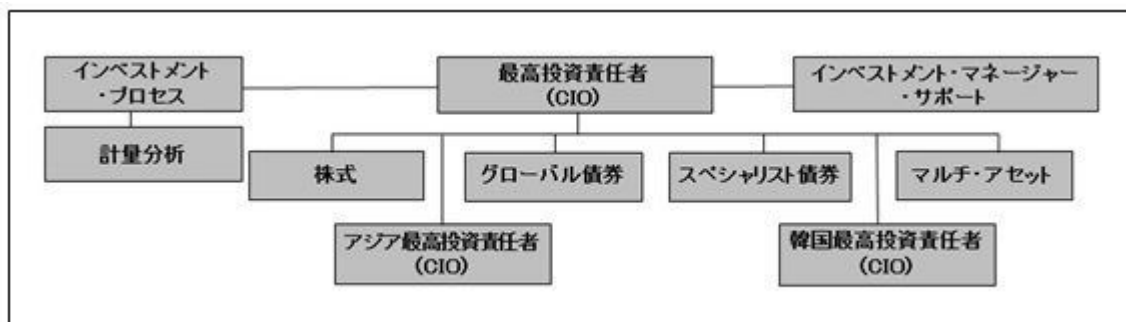 インベストメント
・プロセス
最高投資責任者
(CIO)
インベストメント・マネージャー
・サポート
計量分析
株式
グローバル債券
スペシャリスト債券
マルチ・アセット
アジア最高投資責任者
(CIO)
韓国最高投資責任者
(CIO)